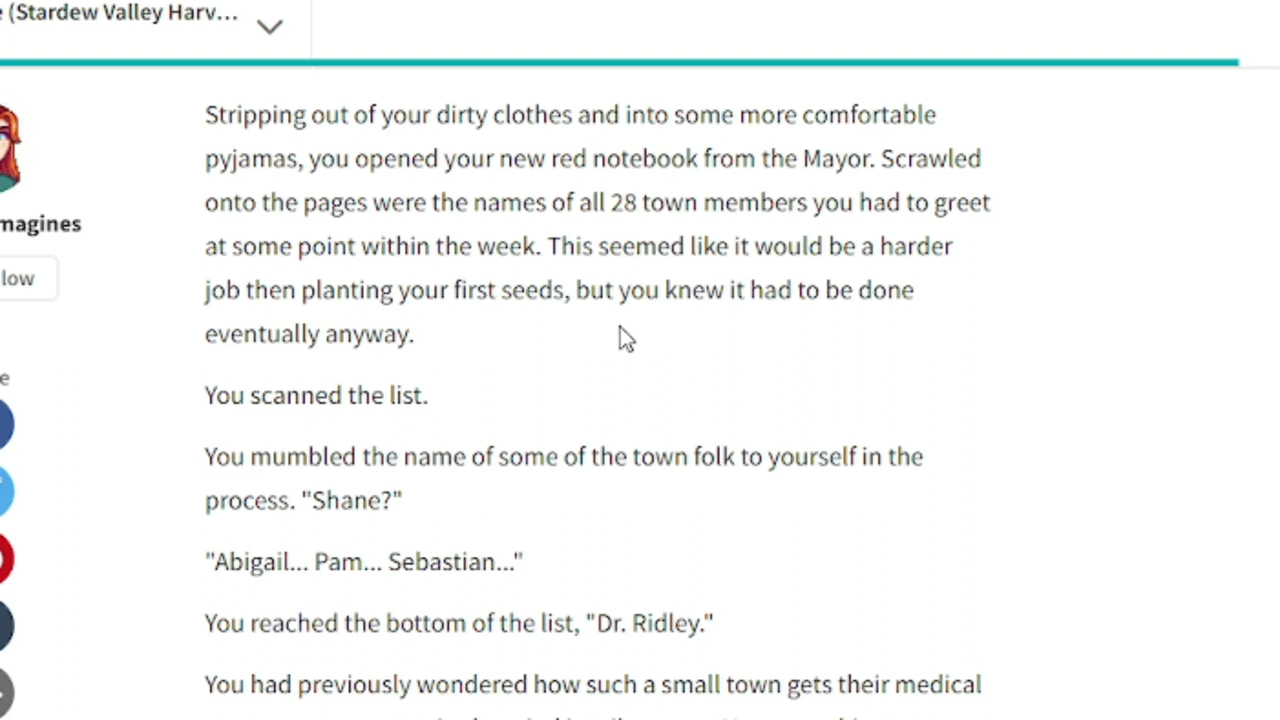 e (Stardew Valley Harv...
Stripping out of your dirty clothes and into some more comfortable
pyjamas, you opened your new red notebook from the Mayor. Scrawled
onto the pages were the names of all 28 town members you had to greet
at some point within the week. This seemed like it would be a harder
job then planting your first seeds, but you knew it had to be done
eventually anyway.
magines
low
e
You scanned the list.
You mumbled the name of some of the town folk to yourself in the
process. "Shane?"
"Abigail... Pam... Sebastian..."
You reached the bottom of the list, "Dr. Ridley."
You had previously wondered how such a small town gets their medical